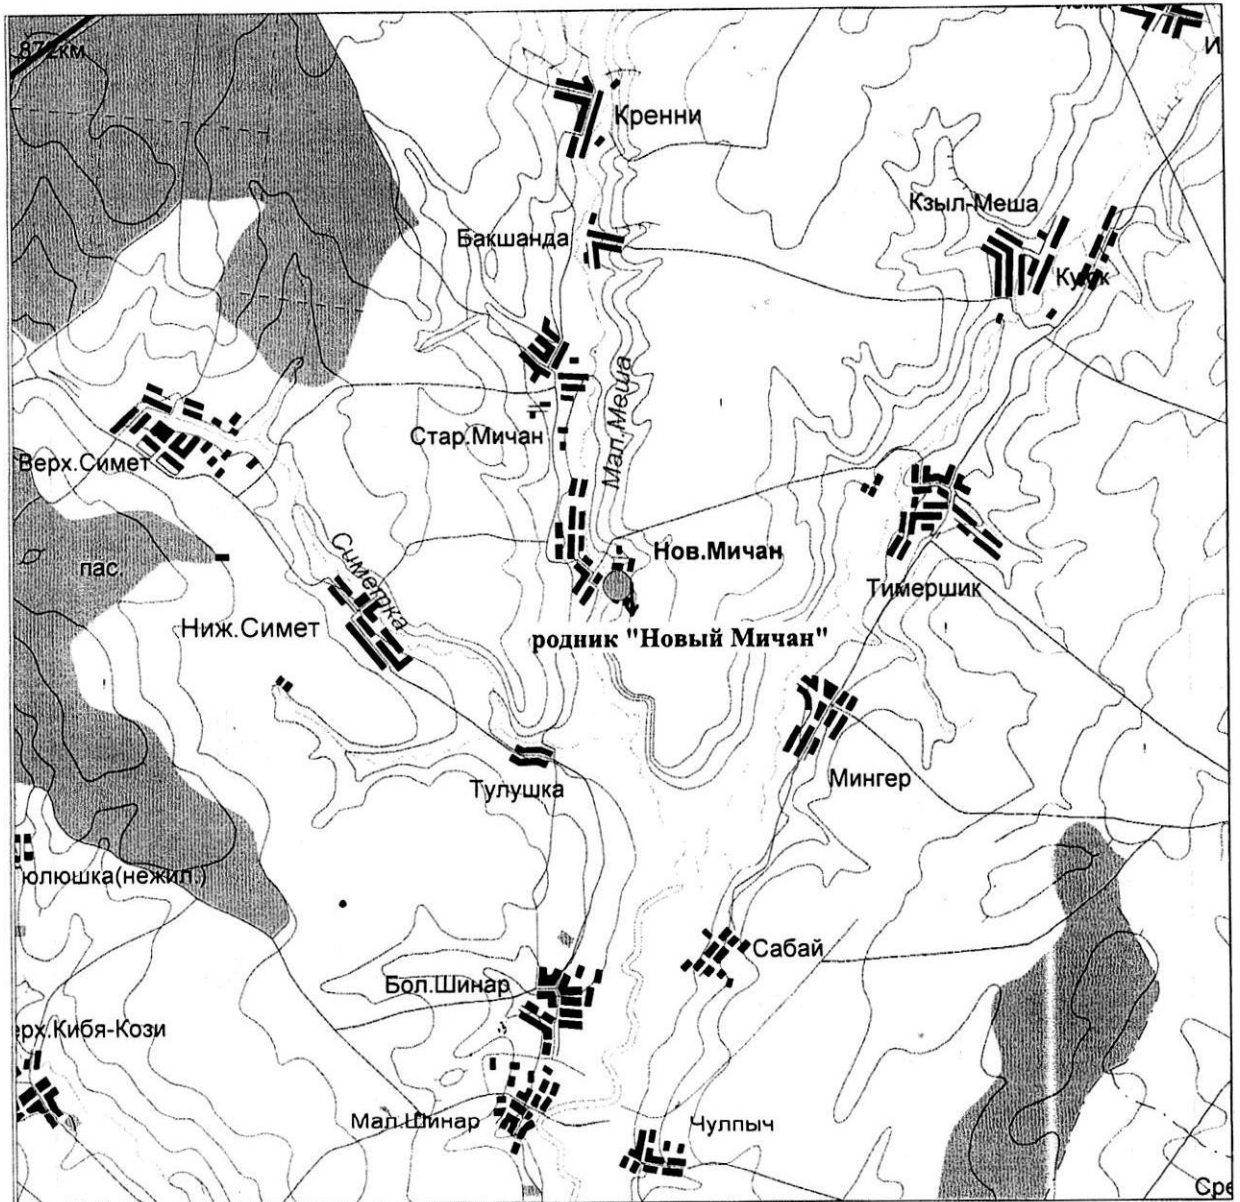 872км
И
Кренни
Кзыл-Меша
Бакшанда
Куюк
Мал.Меша
Стар.Мичан
Верх.Симет
Симетка
Нов.Мичан
пас.
Тимершик
Ниж.Симет
родник "Новый Мичан"
Мингер
Тулушка
юлюшка(нежил.)
Сабай
Бол.Шинар
ерх.Кибя-Кози
Мал.Шинар
Чулпыч
Сре